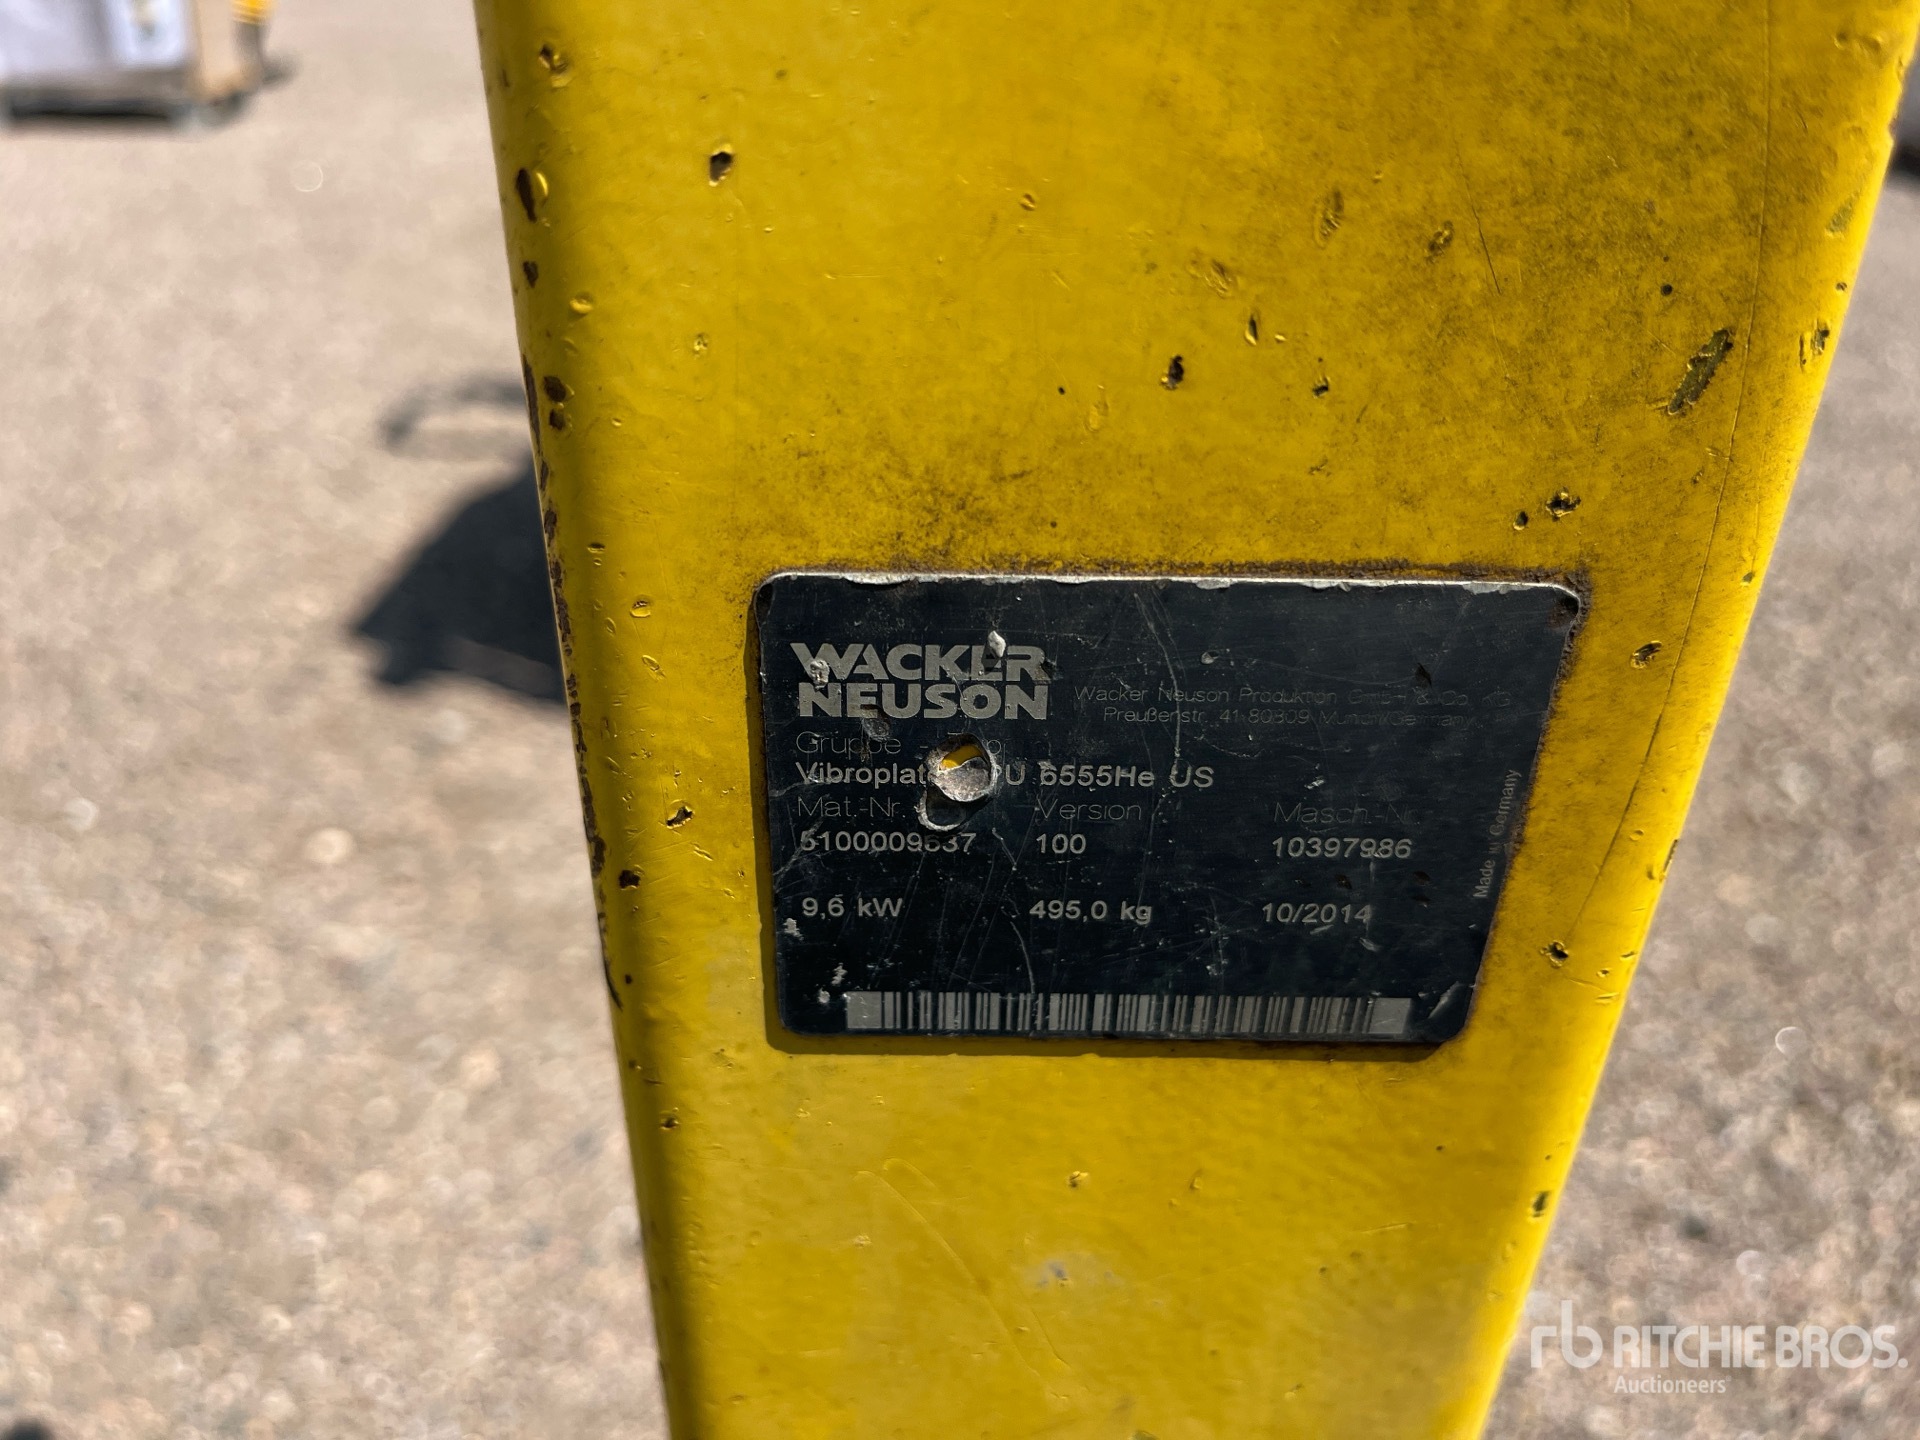 WACKER
NEUSON
Wacker Neuson Produktion GmbH & Co. KG
Preußenstr. 41 80809 München/Germany
Gruppe -
6555He US
Mat.-Nr. Version Masch.-Nr.
100 10397986
9,6 kW 495,0 kg 10/2014
Made in Germany
rb RITCHIE BROS.
Auctioneers